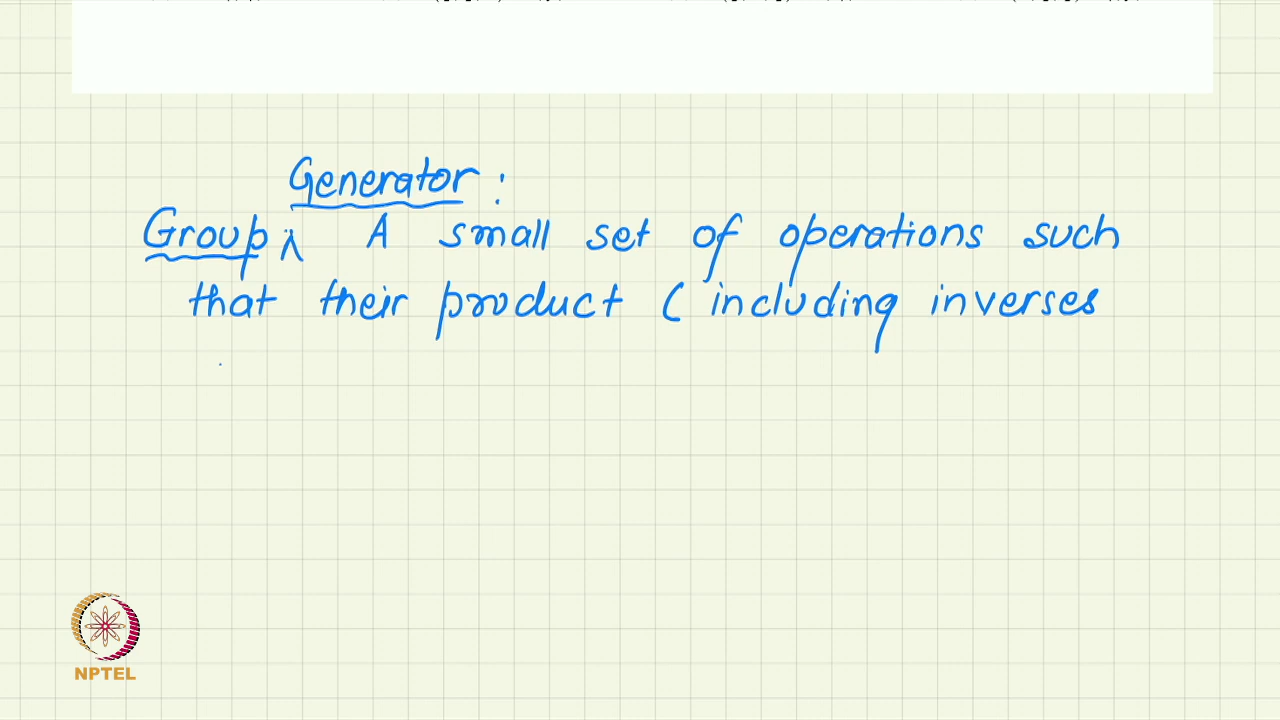 Generator :
Group A small set of operations such
that their product ( including inverses
NPTEL